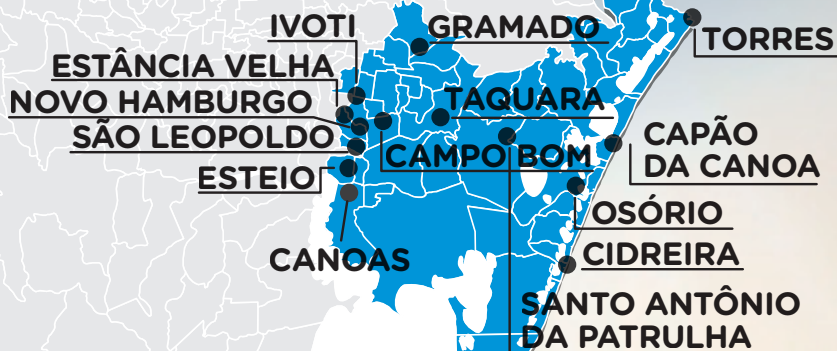 IVOTI
GRAMADO
TORRES
ESTÂNCIA VELHA
NOVO HAMBURGO
TAQUARA
SÃO LEOPOLDO
CAPÃO
DA CANOA
CAMPO BOM
ESTEIO
OSÓRIO
CANOAS
CIDREIRA
SANTO ANTÔNIO
DA PATRULHA